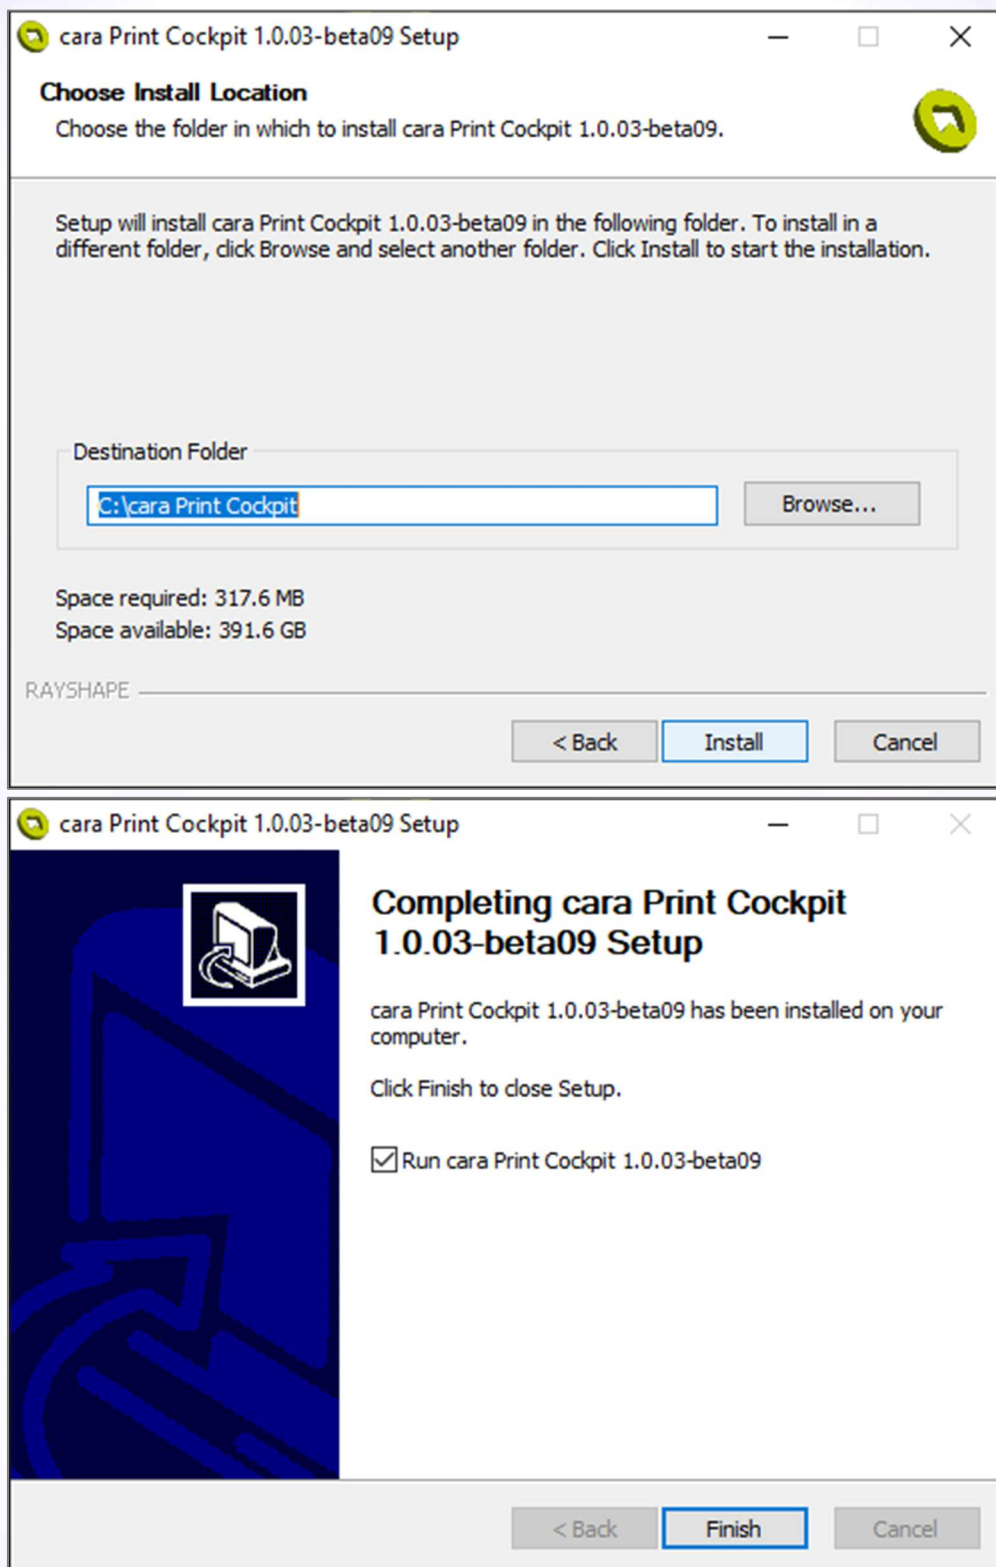 cara Print Cockpit 1.0.03-beta09 Setup
Choose Install Location
Choose the folder in which to install cara Print Cockpit 1.0.03-beta09.
Setup will install cara Print Cockpit 1.0.03-beta09 in the following folder. To install in a
different folder, click Browse and select another folder. Click Install to start the installation.
Destination Folder
C:\cara Print Cockpit
Browse...
Space required: 317.6 MB
Space available: 391.6 GB
RAYSHAPE
< Back
Install
Cancel
cara Print Cockpit 1.0.03-beta09 Setup
Completing cara Print Cockpit
1.0.03-beta09 Setup
cara Print Cockpit 1.0.03-beta09 has been installed on your
computer.
Click Finish to close Setup.
Run cara Print Cockpit 1.0.03-beta09
< Back
Finish
Cancel